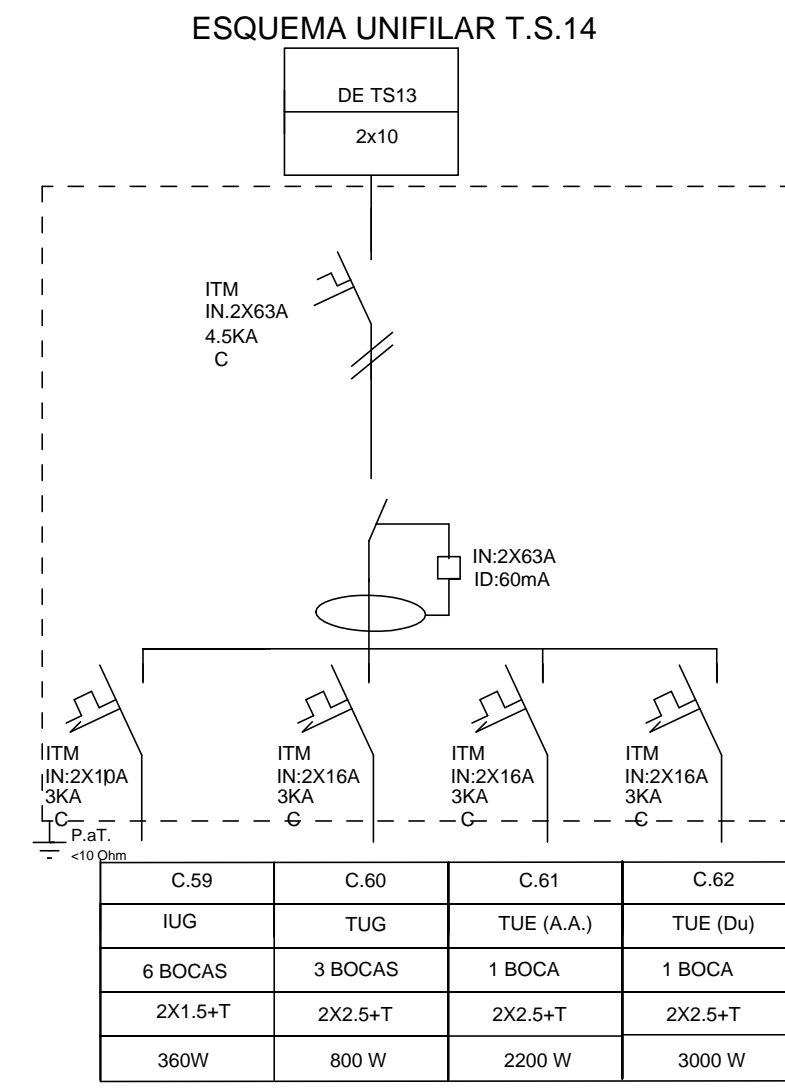 ESQUEMA UNIFILAR T.S.14
DE TS13
2x10
ITM
IN.2X63A
4.5KA
C
IN:2X63A
ID:60mA
ITM
IN:2X10A
3KA
C
ITM
IN:2X16A
3KA
C
ITM
IN:2X16A
3KA
C
ITM
IN:2X16A
3KA
C
P.aT.
<10 Ohm
C.59 C.60 C.61 C.62
IUG TUG TUE (A.A.) TUE (Du)
6 BOCAS 3 BOCAS 1 BOCA 1 BOCA
2X1.5+T 2X2.5+T 2X2.5+T 2X2.5+T
360W 800 W 2200 W 3000 W